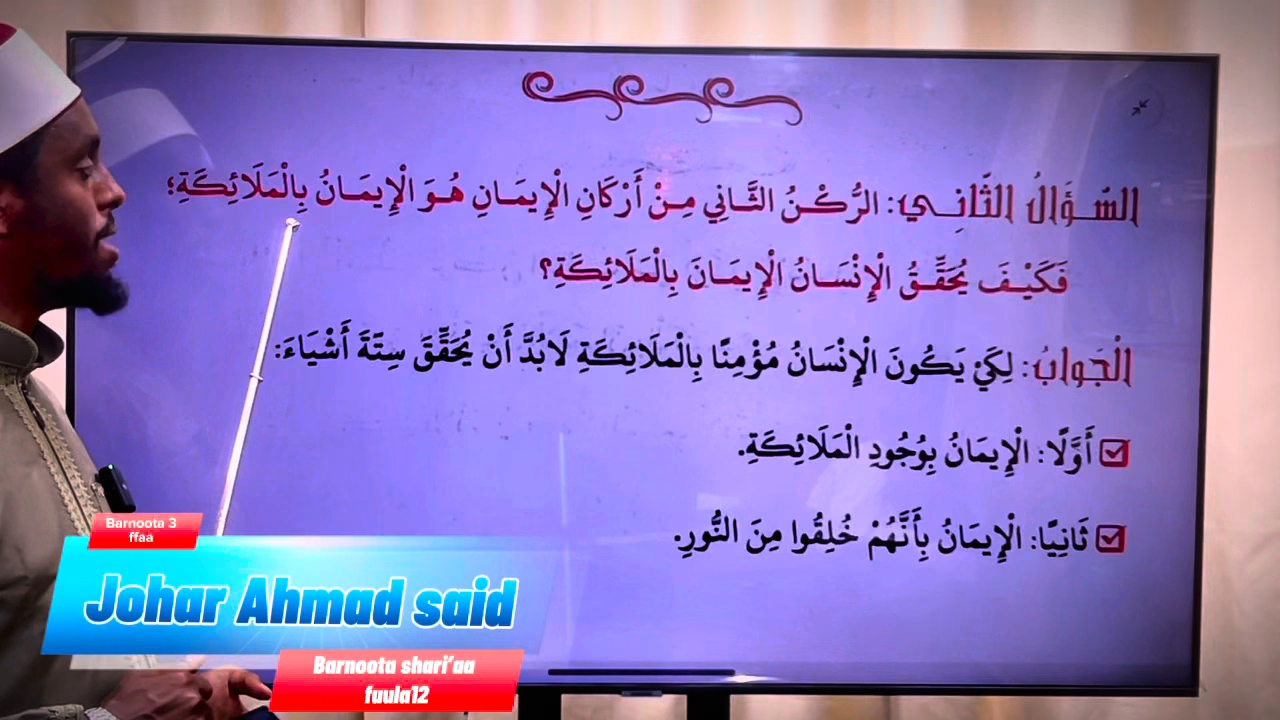 السُّؤَالُ الثَّانِي: الرُّكْنُ الثَّانِي مِنْ أَرْكَانِ الْإِيمَانِ هُوَ الْإِيمَانُ بِالْمَلَائِكَةِ؛
فَكَيْفَ يُحَقِّقُ الْإِنْسَانُ الْإِيمَانَ بِالْمَلَائِكَةِ؟
الْجَوَابُ: لِكَيْ يَكُونَ الْإِنْسَانُ مُؤْمِنًا بِالْمَلَائِكَةِ لَابُدَّ أَنْ يُحَقِّقَ سِتَّةَ أَشْيَاءَ:
أَوَّلًا: الْإِيمَانُ بِوُجُودِ الْمَلَائِكَةِ.
ثَانِيًا: الْإِيمَانُ بِأَنَّهُمْ خُلِقُوا مِنَ النُّورِ.
Barnoota 3
ffaa
Johar Ahmad said
Barnoota shari'aa
fuula12